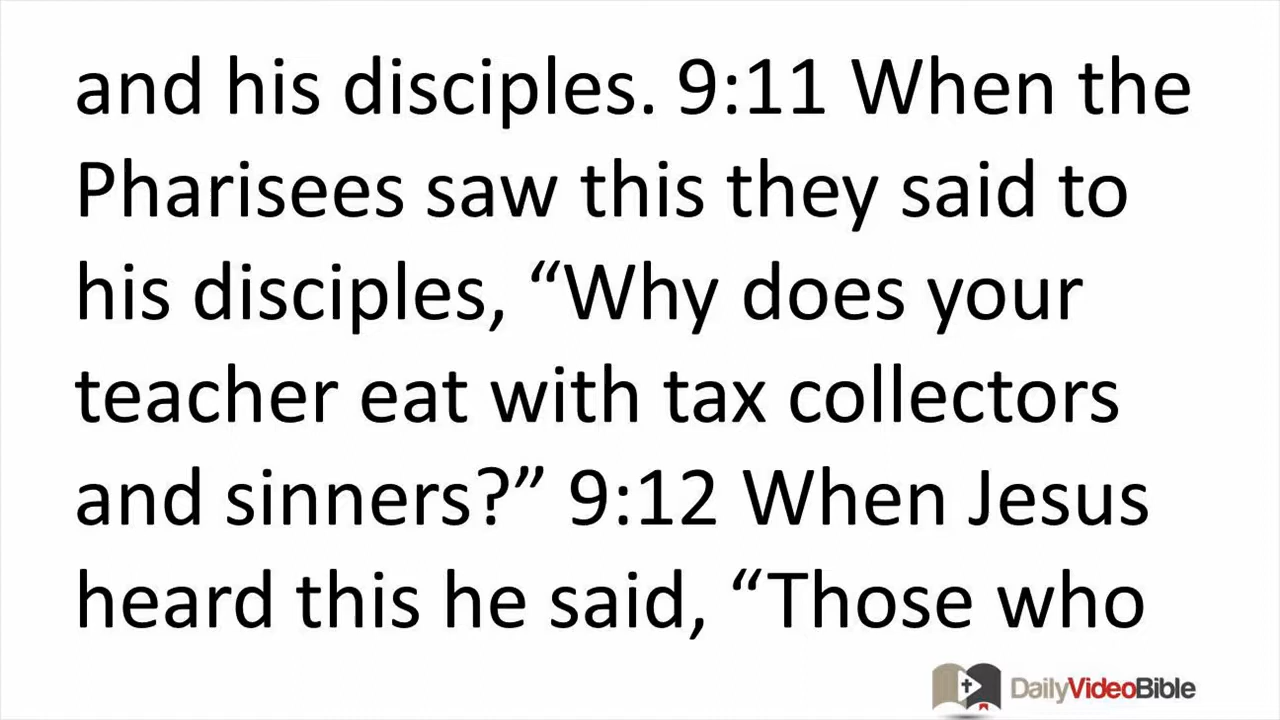 and his disciples. 9:11 When the
Pharisees saw this they said to
his disciples, “Why does your
teacher eat with tax collectors
and sinners?” 9:12 When Jesus
heard this he said, “Those who
DailyVideoBible